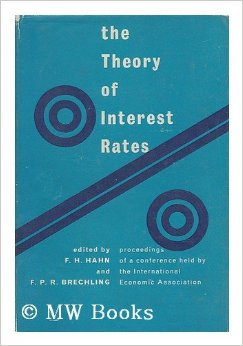 the
Theory
of
Interest
Rates
edited by
F. H. HAHN
and
F. P. R. BRECHLING
proceedings
of a conference held by
the International
Economic Association
© MW Books